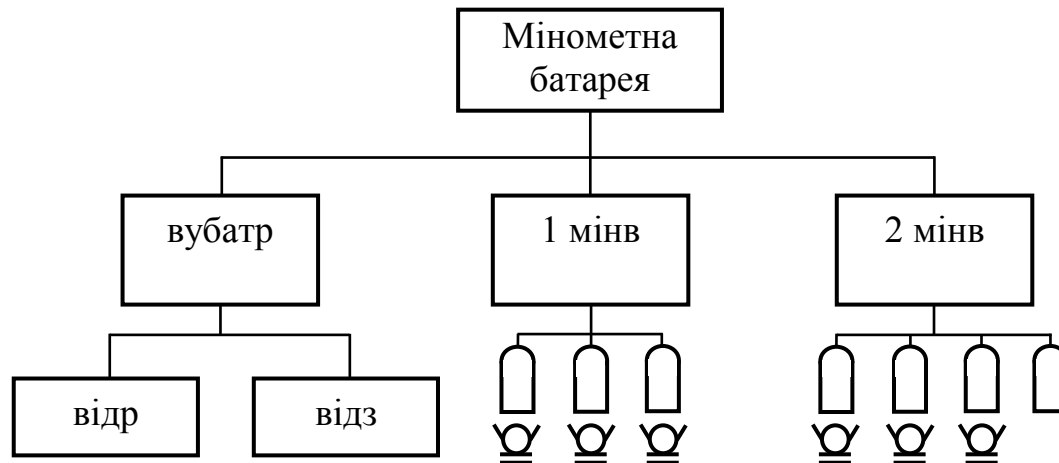 Мінометна
батарея
вубатр
1 мінв
2 мінв
відр
відз